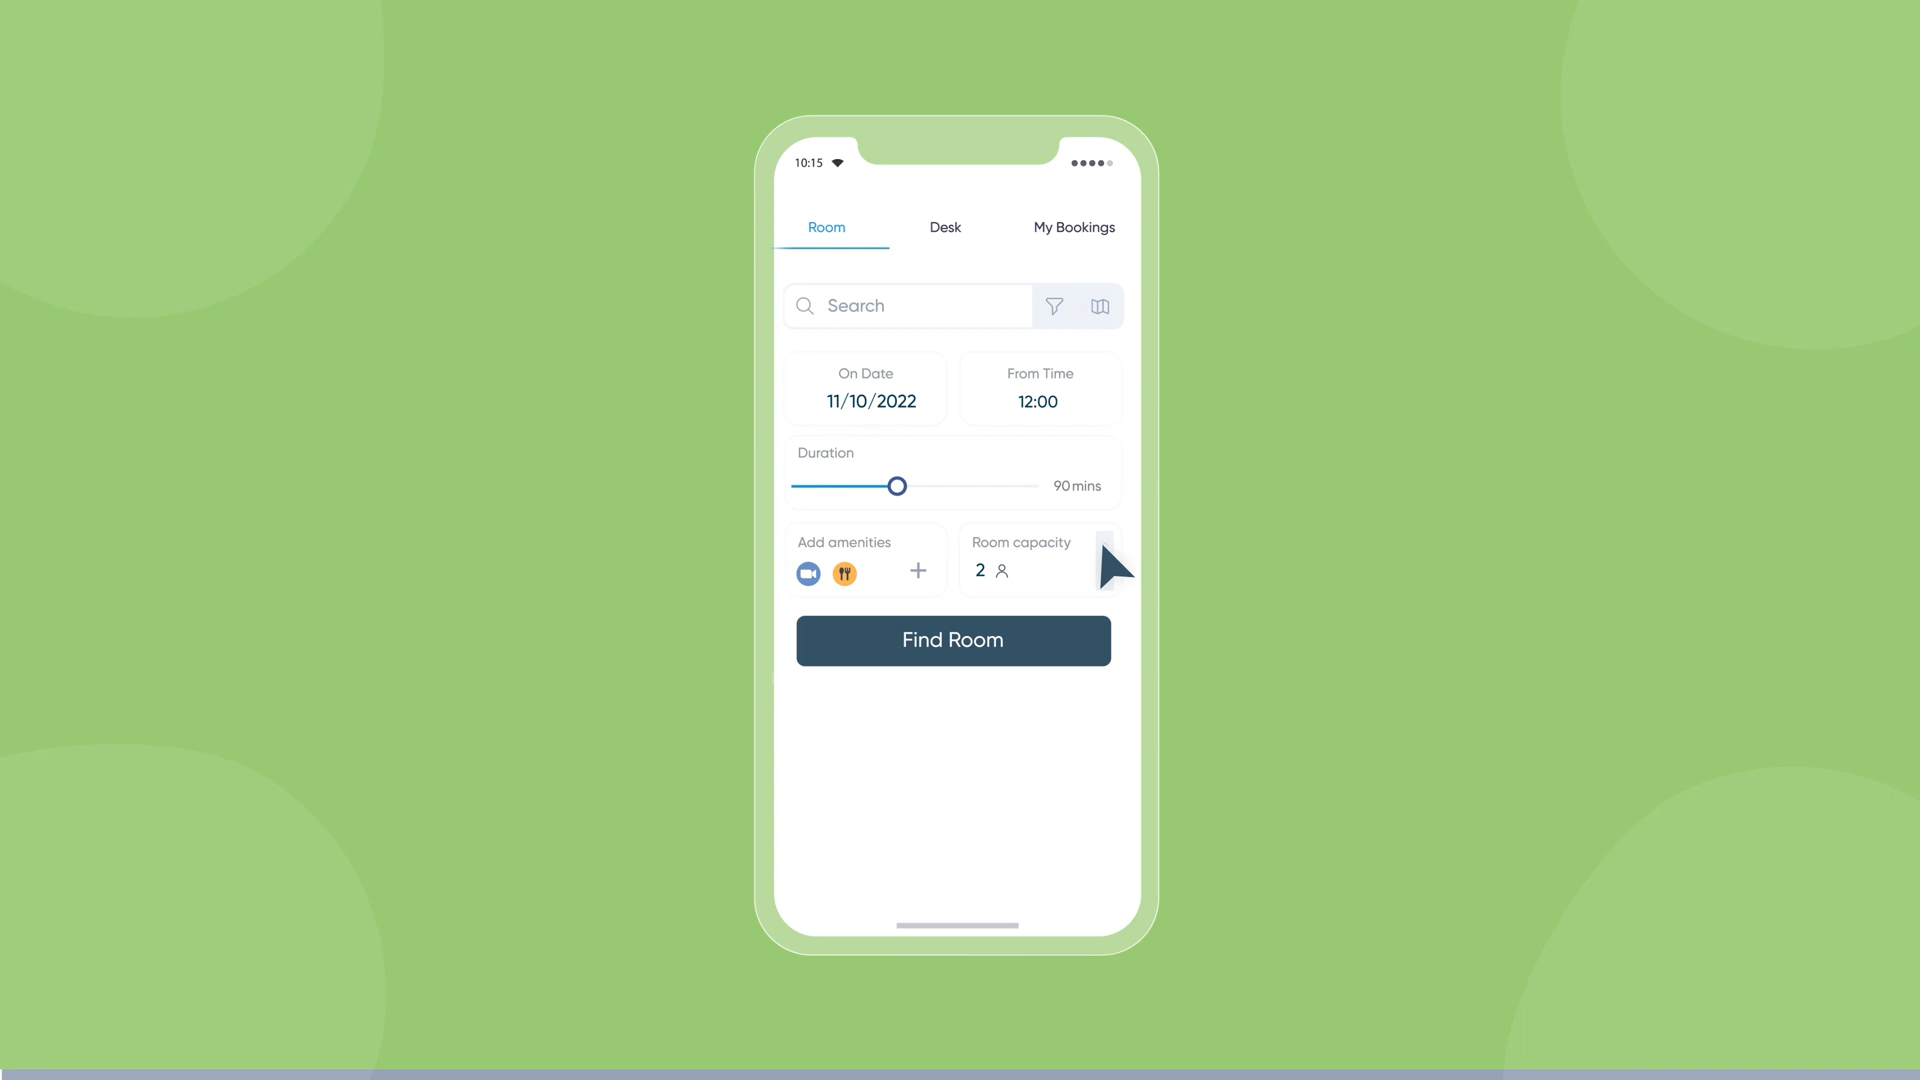 10:15
Room Desk My Bookings
Search
On Date From Time
11/10/2022 12:00
Duration
90 mins
Add amenities Room capacity
2
Find Room